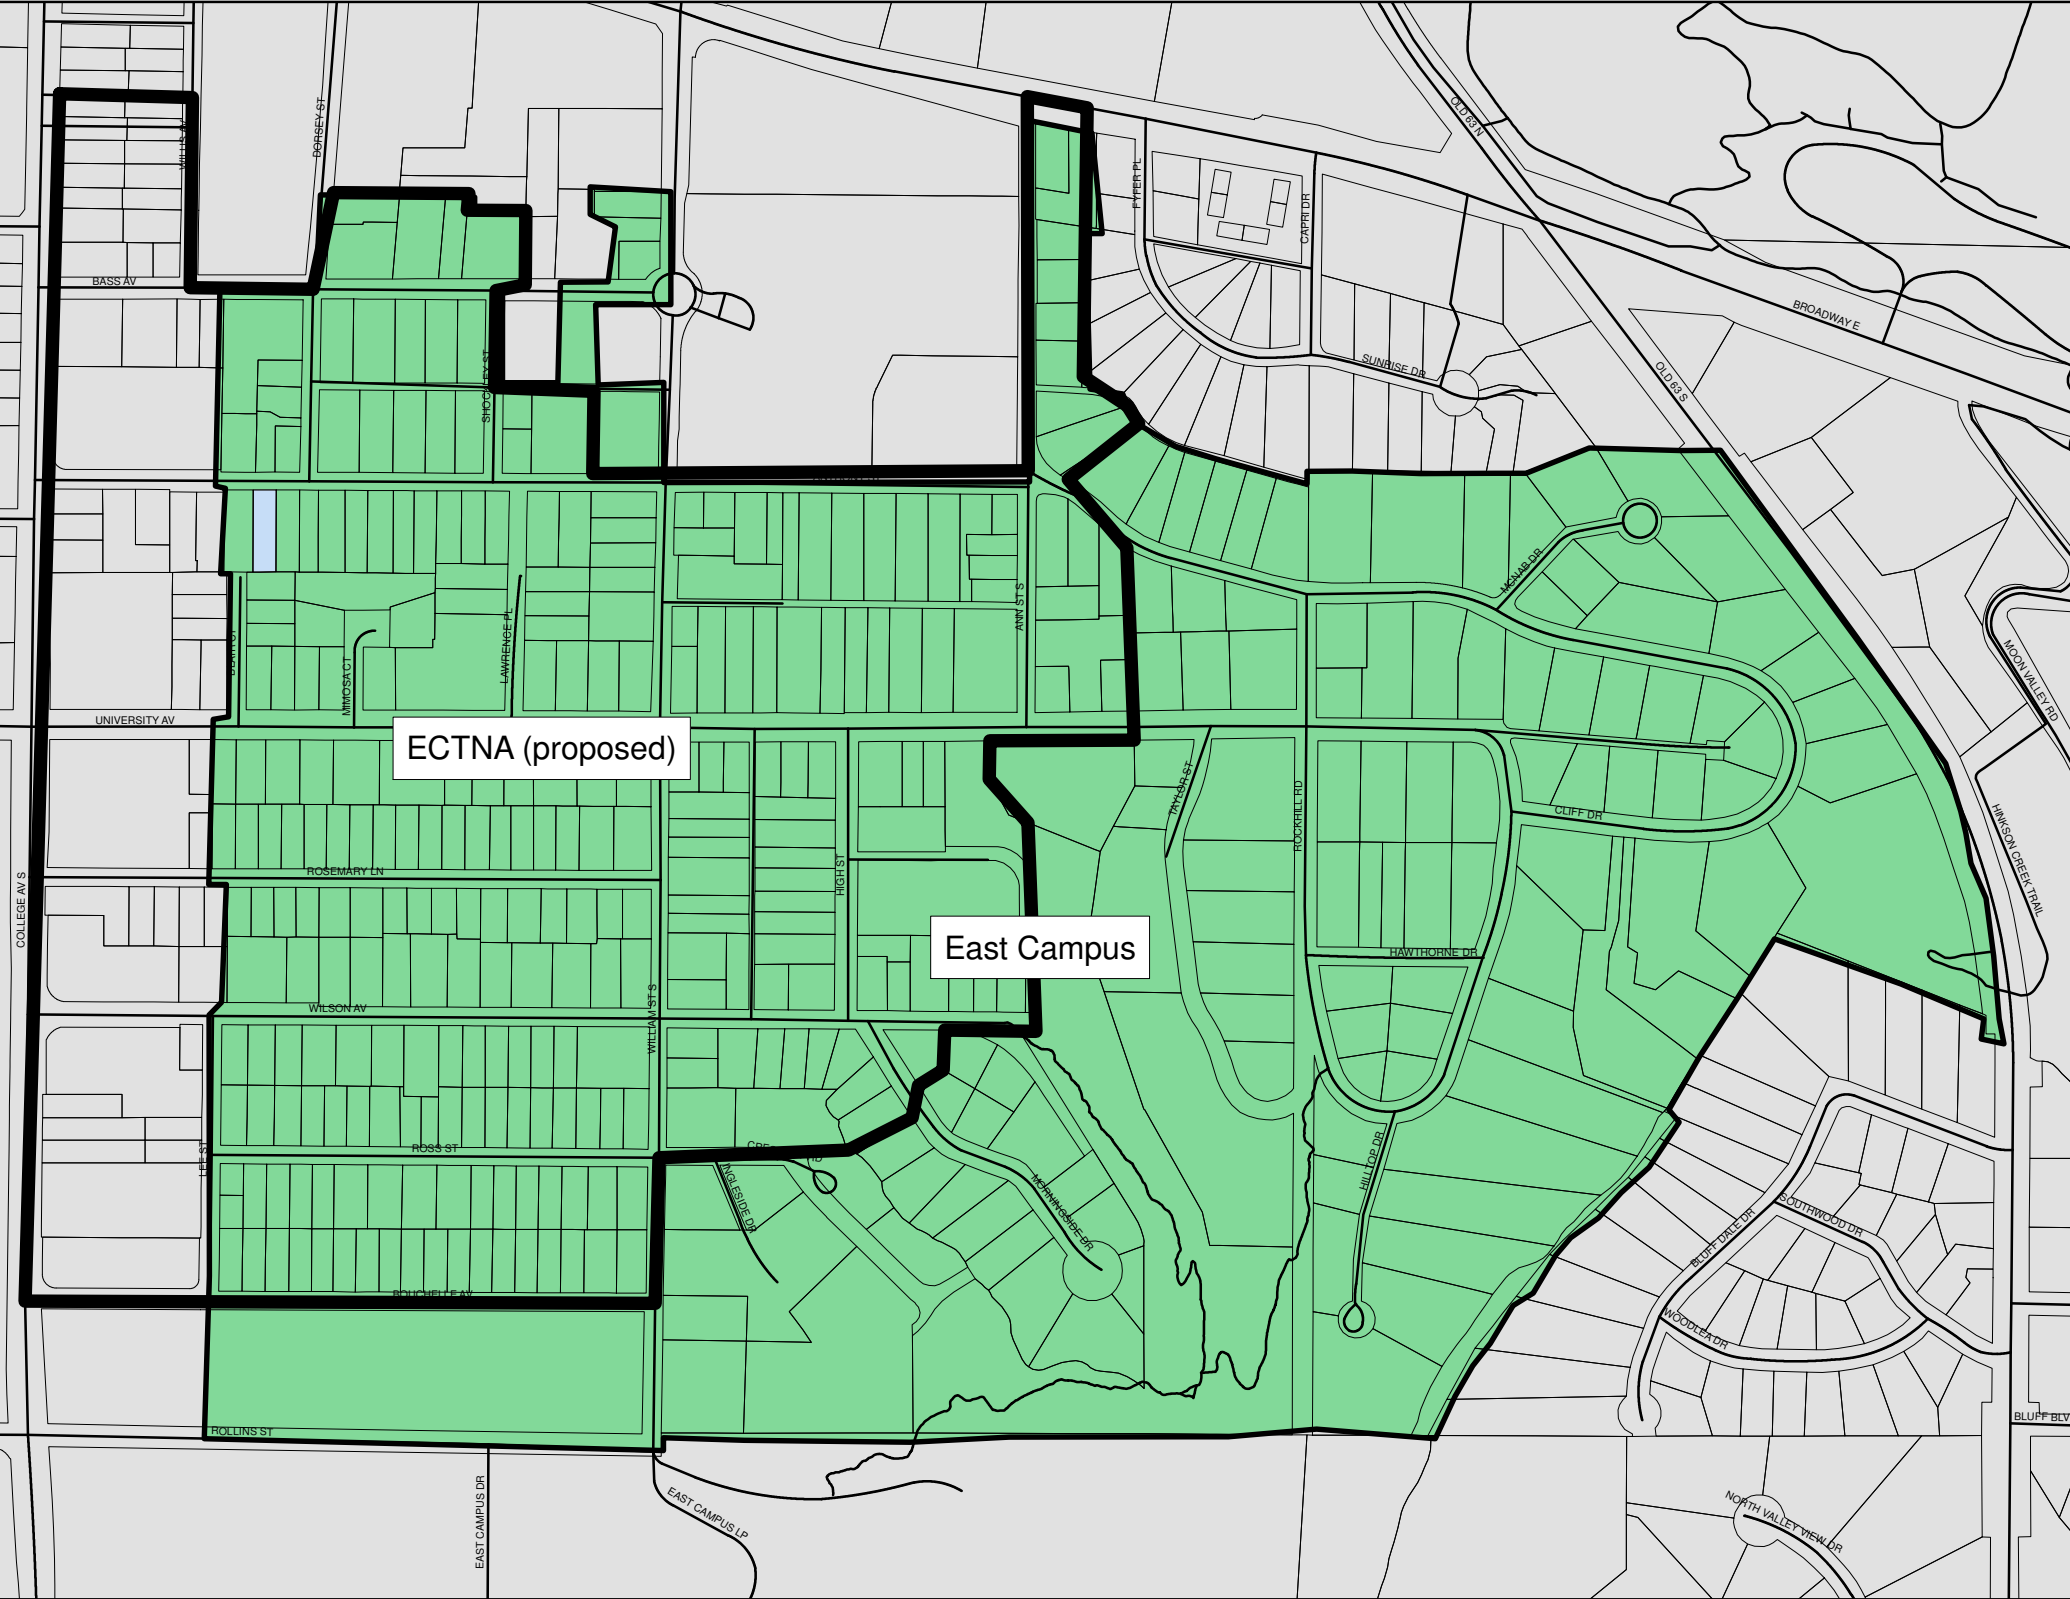 OLD 63 N
DORSEY ST
WILLIS AV
FYFER PL
CAPRI DR
BASS AV
BROADWAY E
SUNRISE DR
OLD 63 S
SHOCKLEY ST
MCNAB DR
ANN ST S
LAWRENCE PL
MIMOSA CT
MOON VALLEY RD
UNIVERSITY AV
ECTNA (proposed)
TAYLOR ST
ROCKHILL RD
CLIFF DR
HINKSON CREEK TRAIL
ROSEMARY LN
HIGH ST
COLLEGE AV S
East Campus
HAWTHORNE DR
WILSON AV
WILLIAM ST S
ROSS ST
LEE ST
INGLESIDE DR
MORNINGSIDE DR
HILLTOP DR
BLUFF DALE DR
SOUTHWOOD DR
BOUCHELLE AV
WOODLEA DR
BLUFF BLV
ROLLINS ST
EAST CAMPUS DR
EAST CAMPUS LP
NORTH VALLEY VIEW DR